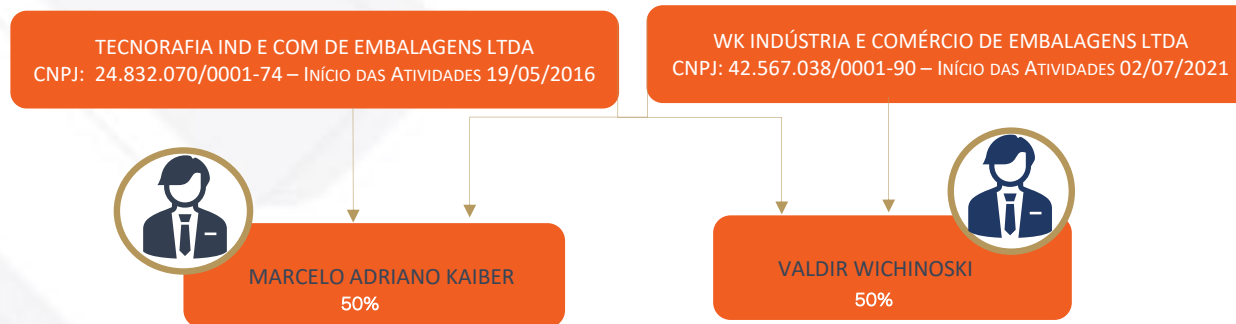 TECNORAFIA IND E COM DE EMBALAGENS LTDA
CNPJ: 24.832.070/0001-74 – INÍCIO DAS ATIVIDADES 19/05/2016
WK INDÚSTRIA E COMÉRCIO DE EMBALAGENS LTDA
CNPJ: 42.567.038/0001-90 – INÍCIO DAS ATIVIDADES 02/07/2021
MARCELO ADRIANO KAIBER
50%
VALDIR WICHINOSKI
50%